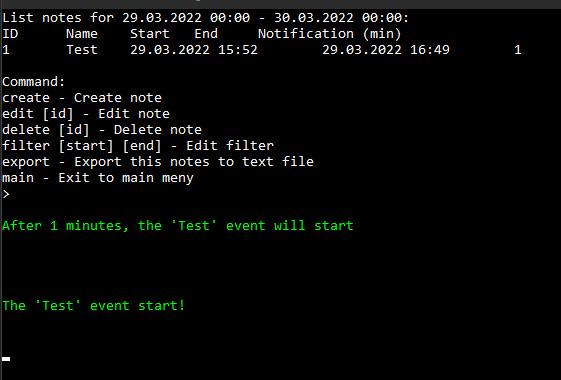 List notes for 29.03.2022 00:00 - 30.03.2022 00:00:
ID Name Start End Notification (min)
1 Test 29.03.2022 15:52 29.03.2022 16:49 1
Command:
create - Create note
edit [id] - Edit note
delete [id] - Delete note
filter [start] [end] - Edit filter
export - Export this notes to text file
main - Exit to main meny
>
After 1 minutes, the 'Test' event will start
The 'Test' event start!